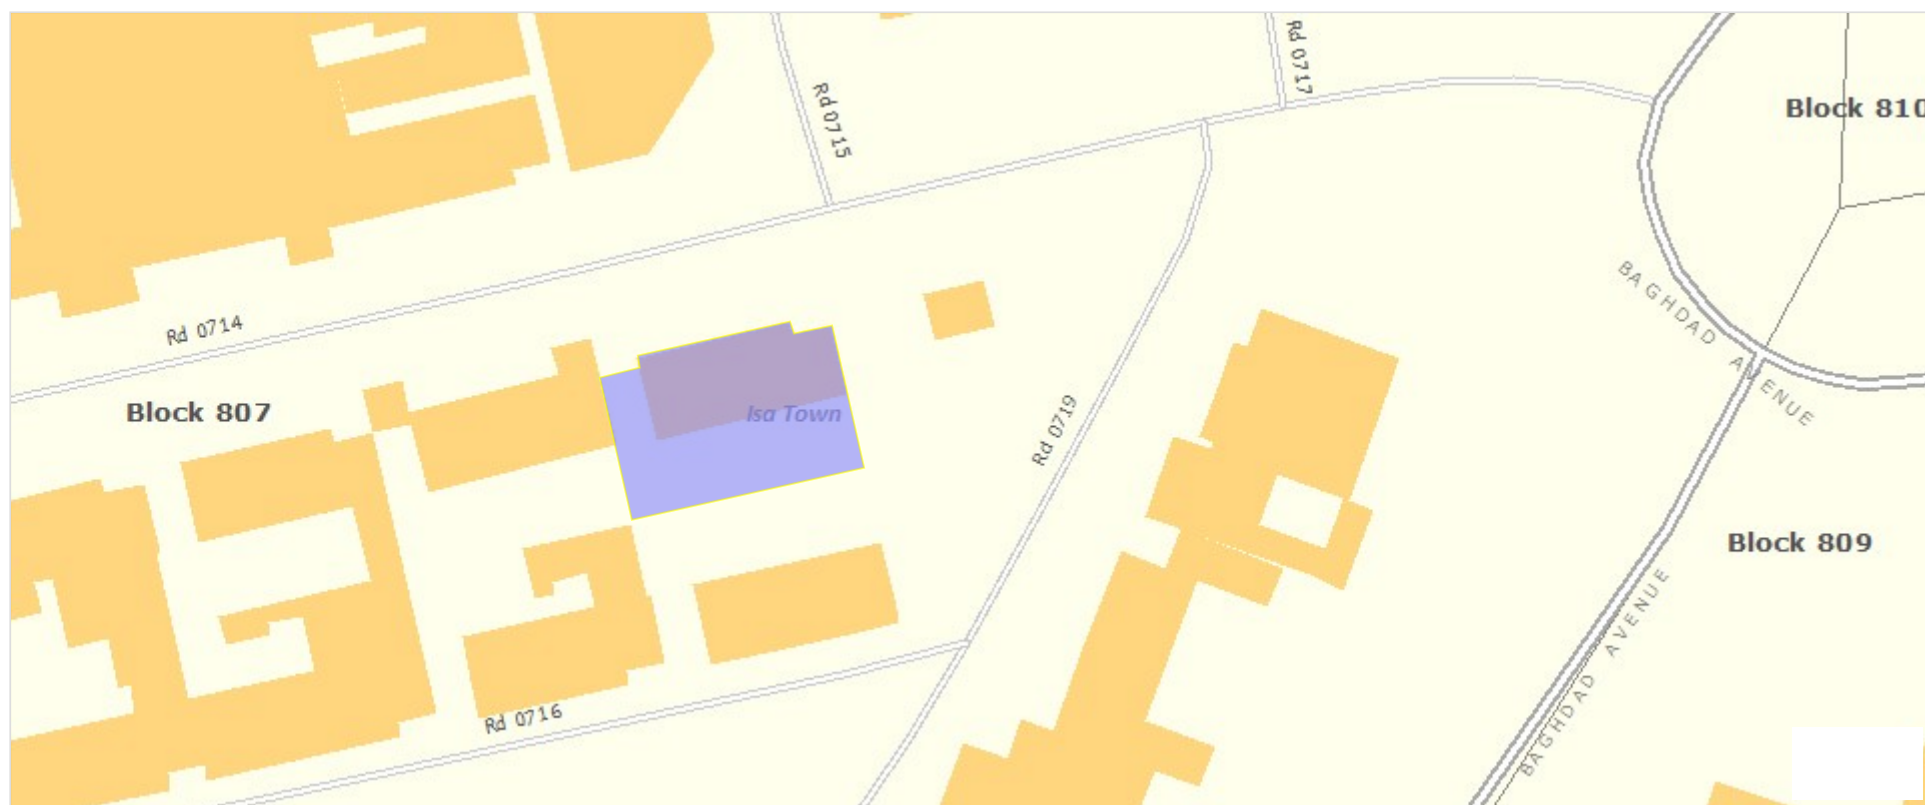 Rd 0717
Rd 0715
Block 810
Rd 0714
BAGHDAD AVENUE
Block 807
Isa Town
Rd 0719
Block 809
BAGHDAD AVENUE
Rd 0716